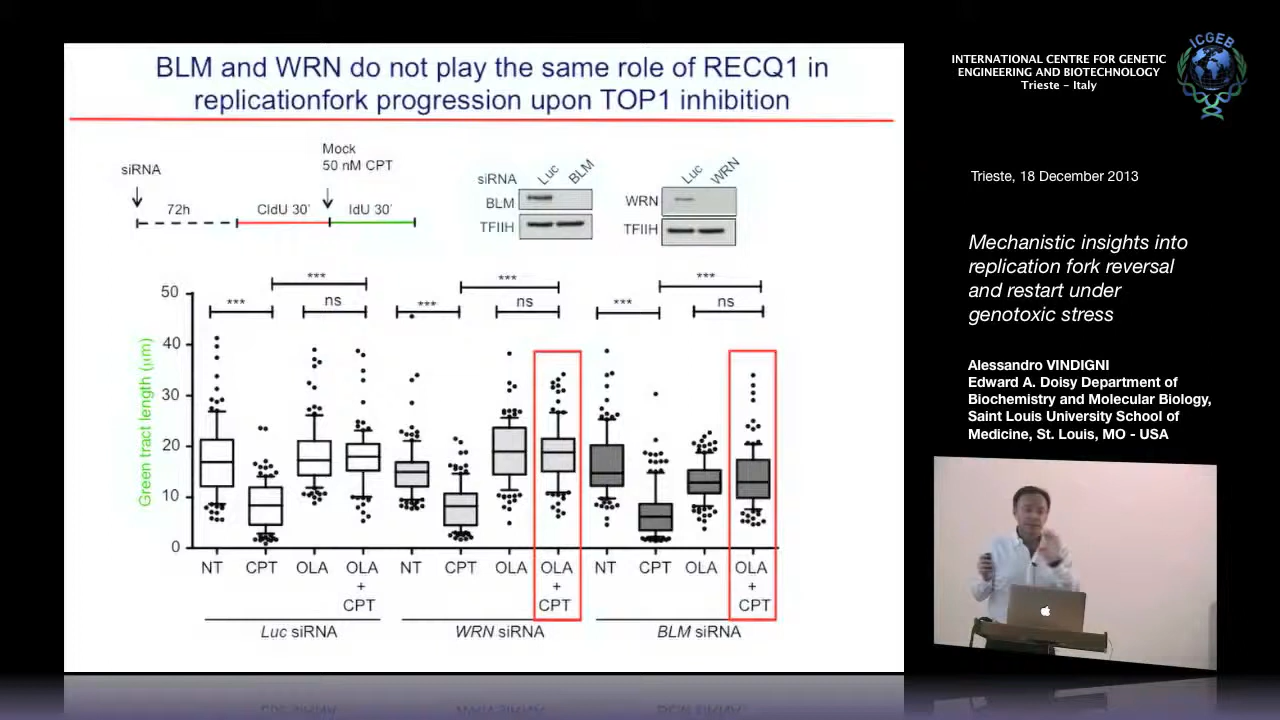 BLM and WRN do not play the same role of RECQ1 in
replicationfork progression upon TOP1 inhibition
siRNA
72h
Mock
50 nM CPT
CldU 30'
IdU 30'
siRNA
Luc
BLM
BLM
TFIIH
Luc
WRN
WRN
TFIIH
Green tract length (µm)
50
40
30
20
10
0
***
***
ns
***
***
ns
***
***
ns
NT
CPT
OLA
OLA
+
CPT
NT
CPT
OLA
OLA
+
CPT
NT
CPT
OLA
OLA
+
CPT
Luc siRNA
WRN siRNA
BLM siRNA
INTERNATIONAL CENTRE FOR GENETIC
ENGINEERING AND BIOTECHNOLOGY
Trieste - Italy
ICGEB
Trieste, 18 December 2013
Mechanistic insights into
replication fork reversal
and restart under
genotoxic stress
Alessandro VINDIGNI
Edward A. Doisy Department of
Biochemistry and Molecular Biology,
Saint Louis University School of
Medicine, St. Louis, MO - USA